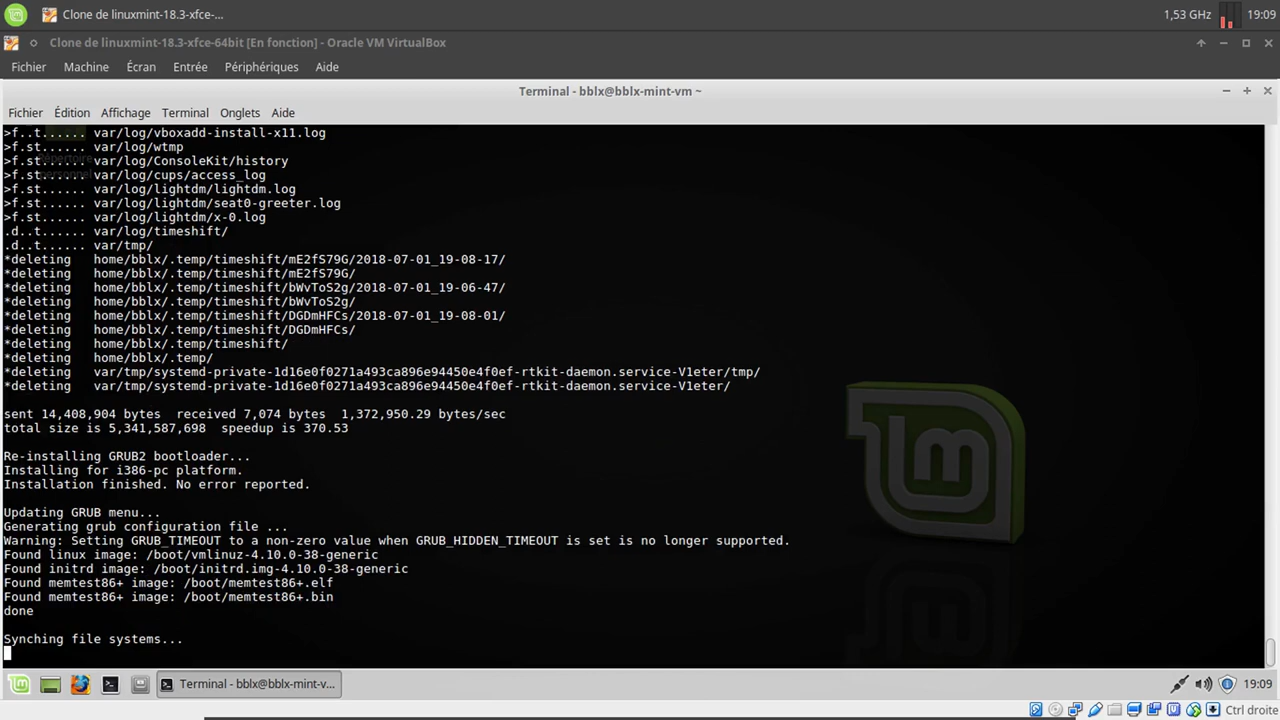 Clone de linuxmint-18.3-xfce-...
1,53 GHz
19:09
Clone de linuxmint-18.3-xfce-64bit [En fonction] - Oracle VM VirtualBox
Fichier Machine Écran Entrée Périphériques Aide
Terminal - bblx@bblx-mint-vm ~
Fichier Édition Affichage Terminal Onglets Aide
>f..t...... var/log/vboxadd-install-x11.log
>f.st...... var/log/wtmp
>f.st...... var/log/ConsoleKit/history
>f.st...... var/log/cups/access_log
>f.st...... var/log/lightdm/lightdm.log
>f.st...... var/log/lightdm/seat0-greeter.log
>f.st...... var/log/lightdm/x-0.log
.d..t...... var/log/timeshift/
.d..t...... var/tmp/
*deleting   home/bblx/.temp/timeshift/mE2fS79G/2018-07-01_19-08-17/
*deleting   home/bblx/.temp/timeshift/mE2fS79G/
*deleting   home/bblx/.temp/timeshift/bWvToS2g/2018-07-01_19-06-47/
*deleting   home/bblx/.temp/timeshift/bWvToS2g/
*deleting   home/bblx/.temp/timeshift/DGDmHFCs/2018-07-01_19-08-01/
*deleting   home/bblx/.temp/timeshift/DGDmHFCs/
*deleting   home/bblx/.temp/timeshift/
*deleting   home/bblx/.temp/
*deleting   var/tmp/systemd-private-1d16e0f0271a493ca896e94450e4f0ef-rtkit-daemon.service-V1eter/tmp/
*deleting   var/tmp/systemd-private-1d16e0f0271a493ca896e94450e4f0ef-rtkit-daemon.service-V1eter/
sent 14,408,904 bytes  received 7,074 bytes  1,372,950.29 bytes/sec
total size is 5,341,587,698  speedup is 370.53
Re-installing GRUB2 bootloader...
Installing for i386-pc platform.
Installation finished. No error reported.
Updating GRUB menu...
Generating grub configuration file ...
Warning: Setting GRUB_TIMEOUT to a non-zero value when GRUB_HIDDEN_TIMEOUT is set is no longer supported.
Found linux image: /boot/vmlinuz-4.10.0-38-generic
Found initrd image: /boot/initrd.img-4.10.0-38-generic
Found memtest86+ image: /boot/memtest86+.elf
Found memtest86+ image: /boot/memtest86+.bin
done
Synching file systems...
Terminal - bblx@bblx-mint-v...
19:09
Ctrl droite